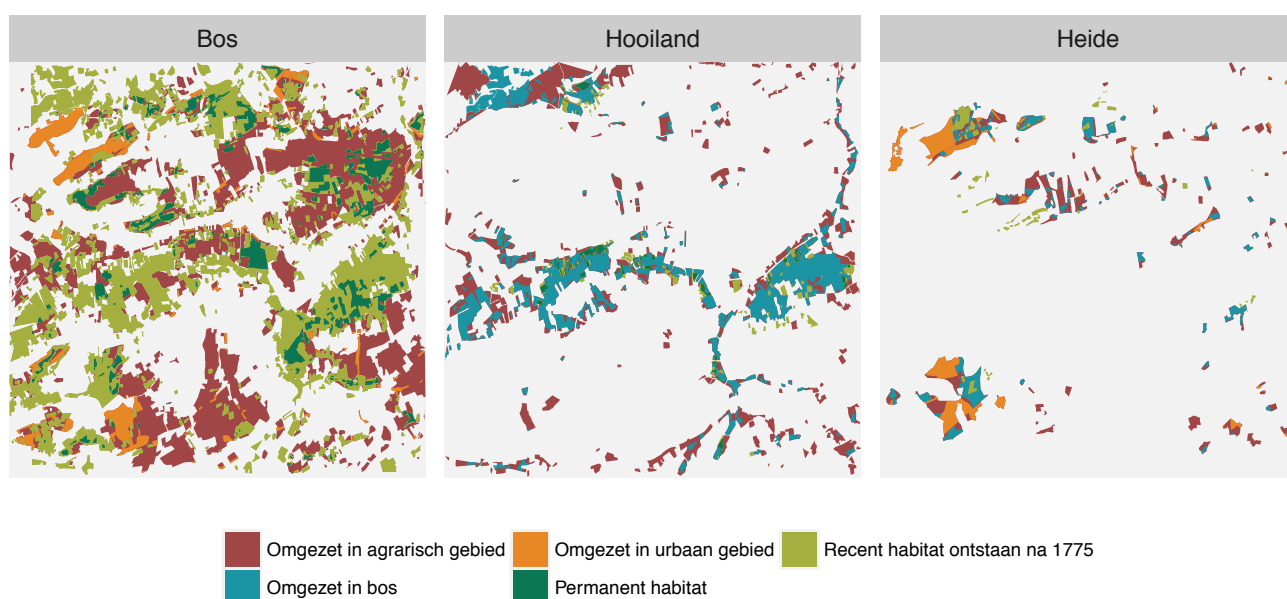 Bos
Hooiland
Heide
Omgezet in agrarisch gebied
Omgezet in urbaan gebied
Recent habitat ontstaan na 1775
Omgezet in bos
Permanent habitat